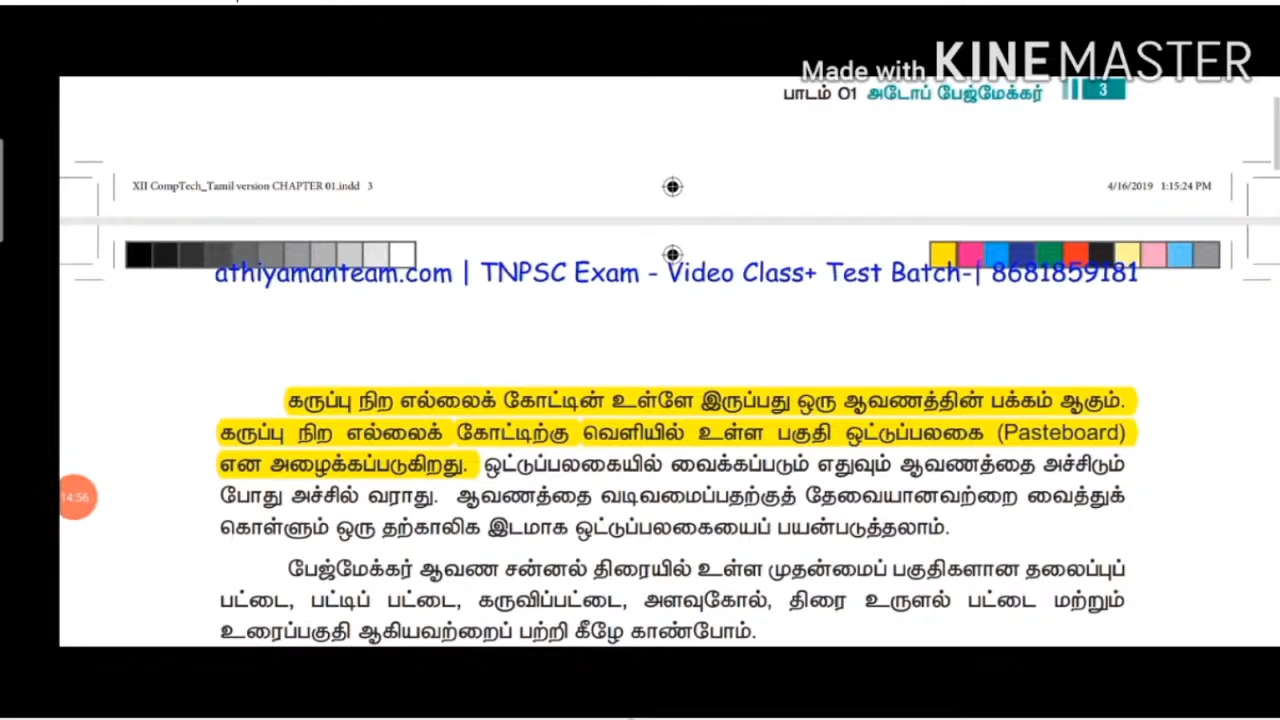 Made with KINEMASTER
பாடம் 01 அடோப் பேஜ்மேக்கர் 3
XII CompTech_Tamil version CHAPTER 01.indd 3
4/16/2019 1:15:24 PM
athiyamanteam.com | TNPSC Exam - Video Class+ Test Batch-| 8681859181
கருப்பு நிற எல்லைக் கோட்டின் உள்ளே இருப்பது ஒரு ஆவணத்தின் பக்கம் ஆகும்.
கருப்பு நிற எல்லைக் கோட்டிற்கு வெளியில் உள்ள பகுதி ஒட்டுப்பலகை (Pasteboard)
என அழைக்கப்படுகிறது. ஒட்டுப்பலகையில் வைக்கப்படும் எதுவும் ஆவணத்தை அச்சிடும்
போது அச்சில் வராது. ஆவணத்தை வடிவமைப்பதற்குத் தேவையானவற்றை வைத்துக்
கொள்ளும் ஒரு தற்காலிக இடமாக ஒட்டுப்பலகையைப் பயன்படுத்தலாம்.
14:56
பேஜ்மேக்கர் ஆவண சன்னல் திரையில் உள்ள முதன்மைப் பகுதிகளான தலைப்புப்
பட்டை, பட்டிப் பட்டை, கருவிப்பட்டை, அளவுகோல், திரை உருளல் பட்டை மற்றும்
உரைப்பகுதி ஆகியவற்றைப் பற்றி கீழே காண்போம்.